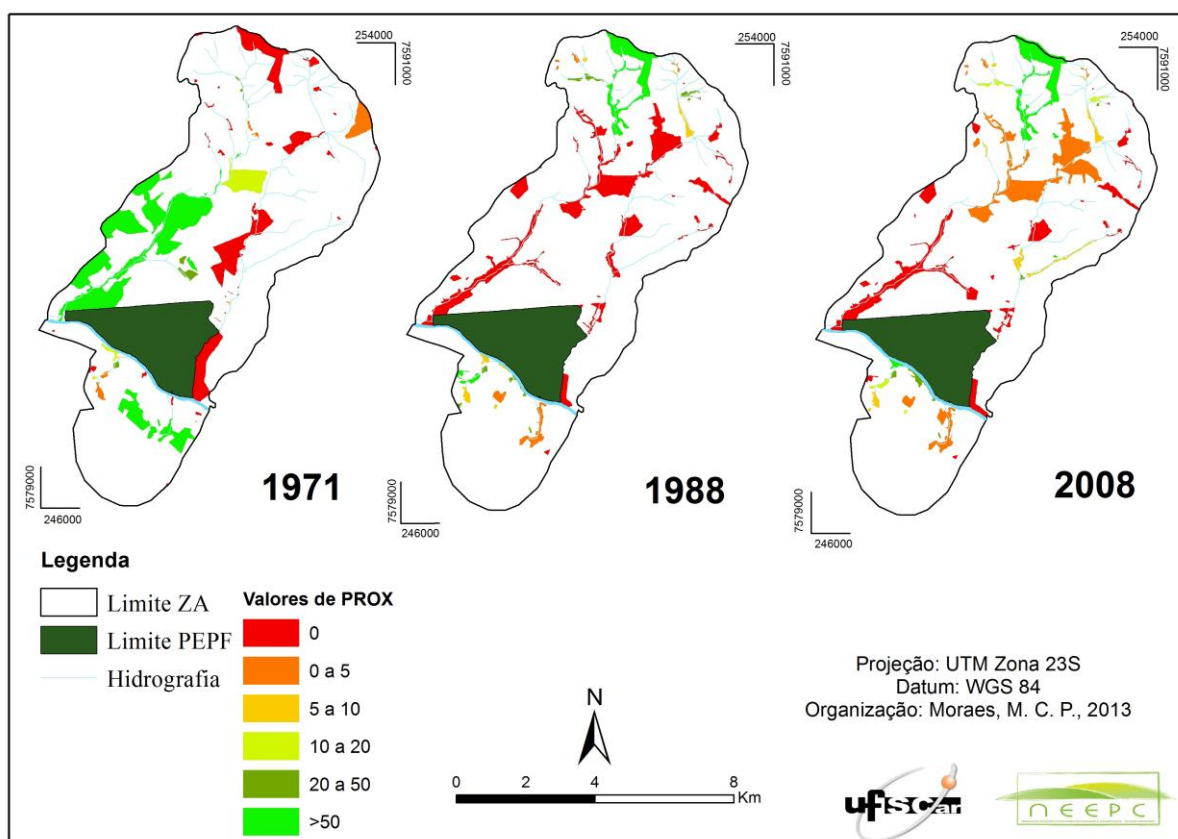 254000
7591000
254000
7591000
254000
7591000
1971
1988
2008
7579000
246000
7579000
246000
7579000
246000
Legenda
Limite ZA
Limite PEPF
Hidrografia
Valores de PROX
0
0 a 5
5 a 10
10 a 20
20 a 50
>50
N
0 2 4 8
Km
Projeção: UTM Zona 23S
Datum: WGS 84
Organização: Moraes, M. C. P., 2013
ufscar
NEEPC